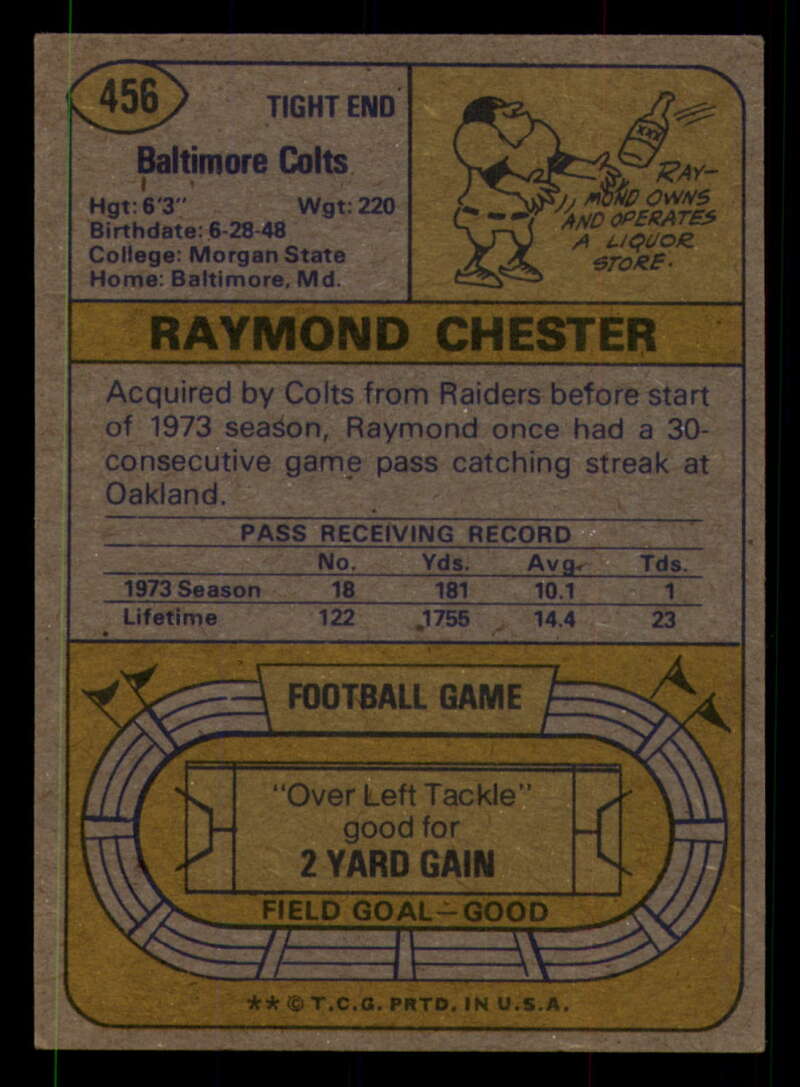 456
TIGHT END
Baltimore Colts
Hgt: 6'3" Wgt: 220
Birthdate: 6-28-48
College: Morgan State
Home: Baltimore, Md.
XXX
RAY-
MOND OWNS
AND OPERATES
A LIQUOR
STORE.
RAYMOND CHESTER
Acquired by Colts from Raiders before start
of 1973 season, Raymond once had a 30-
consecutive game pass catching streak at
Oakland.
PASS RECEIVING RECORD
No. Yds. Avg. Tds.
1973 Season 18 181 10.1 1
Lifetime 122 1755 14.4 23
FOOTBALL GAME
"Over Left Tackle"
good for
2 YARD GAIN
FIELD GOAL—GOOD
** © T.C.G. PRTD. IN U.S.A.